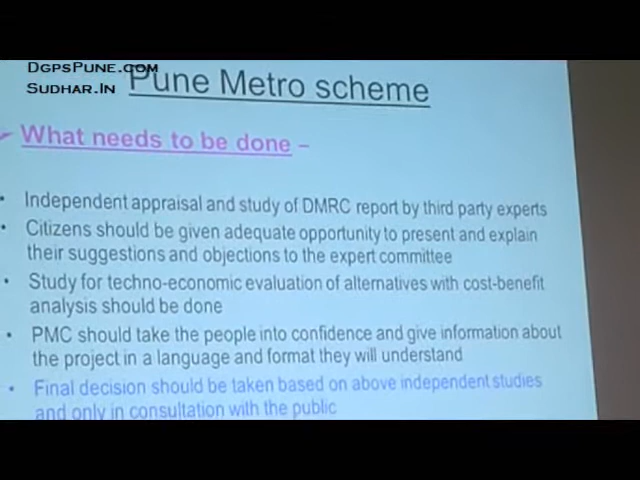 DgpsPune.com
Sudhar.In
Pune Metro scheme
What needs to be done –
• Independent appraisal and study of DMRC report by third party experts
• Citizens should be given adequate opportunity to present and explain
their suggestions and objections to the expert committee
• Study for techno-economic evaluation of alternatives with cost-benefit
analysis should be done
• PMC should take the people into confidence and give information about
the project in a language and format they will understand
• Final decision should be taken based on above independent studies
and only in consultation with the public